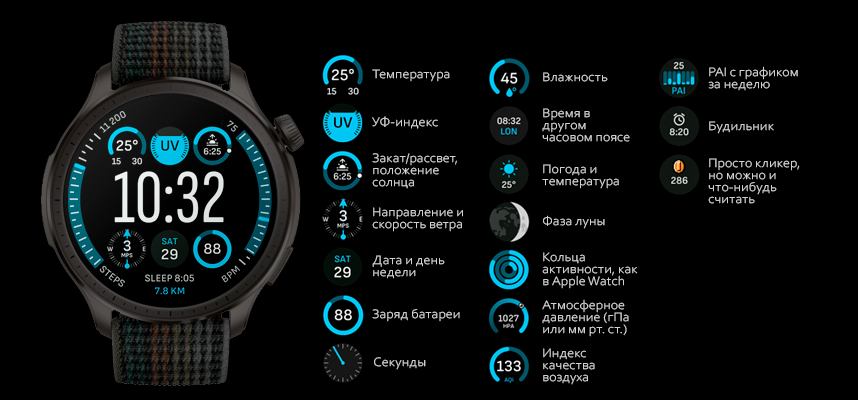 11 200
75
25°
15 30
UV
6:25
10:32
W 3 E
MPS
SAT
29
88
SLEEP 8:05
7.8 KM
STEPS
BPM
25°
15 30
Температура
UV
УФ-индекс
6:25
Закат/рассвет,
положение
солнца
W 3 E
MPS
Направление и
скорость ветра
SAT
29
Дата и день
недели
88
Заряд батареи
Секунды
45
Влажность
08:32
LON
Время в
другом
часовом поясе
25°
Погода и
температура
Фаза луны
Кольца
активности, как
в Apple Watch
1027
HPA
Атмосферное
давление (гПа
или мм рт. ст.)
133
AQI
Индекс
качества
воздуха
25
PAI
PAI с графиком
за неделю
8:20
Будильник
286
Просто кликер,
но можно и
что-нибудь
считать